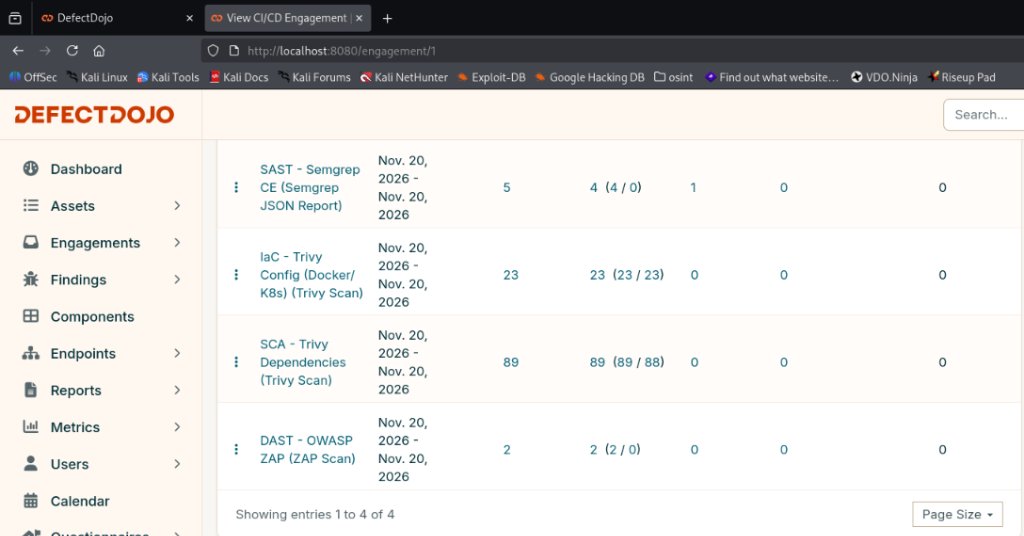 DefectDojo
View CI/CD Engagement |
http://localhost:8080/engagement/1
OffSec Kali Linux Kali Tools Kali Docs Kali Forums Kali NetHunter Exploit-DB Google Hacking DB osint Find out what website... VDO.Ninja Riseup Pad
DEFECTDOJO
Search...
Dashboard
Assets
Engagements
Findings
Components
Endpoints
Reports
Metrics
Users
Calendar
Questionnaires
SAST - Semgrep
CE (Semgrep
JSON Report)
Nov. 20,
2026 -
Nov. 20,
2026
5 4 (4 / 0) 1 0 0
IaC - Trivy
Config (Docker/
K8s) (Trivy Scan)
Nov. 20,
2026 -
Nov. 20,
2026
23 23 (23 / 23) 0 0 0
SCA - Trivy
Dependencies
(Trivy Scan)
Nov. 20,
2026 -
Nov. 20,
2026
89 89 (89 / 88) 0 0 0
DAST - OWASP
ZAP (ZAP Scan)
Nov. 20,
2026 -
Nov. 20,
2026
2 2 (2 / 0) 0 0 0
Showing entries 1 to 4 of 4
Page Size